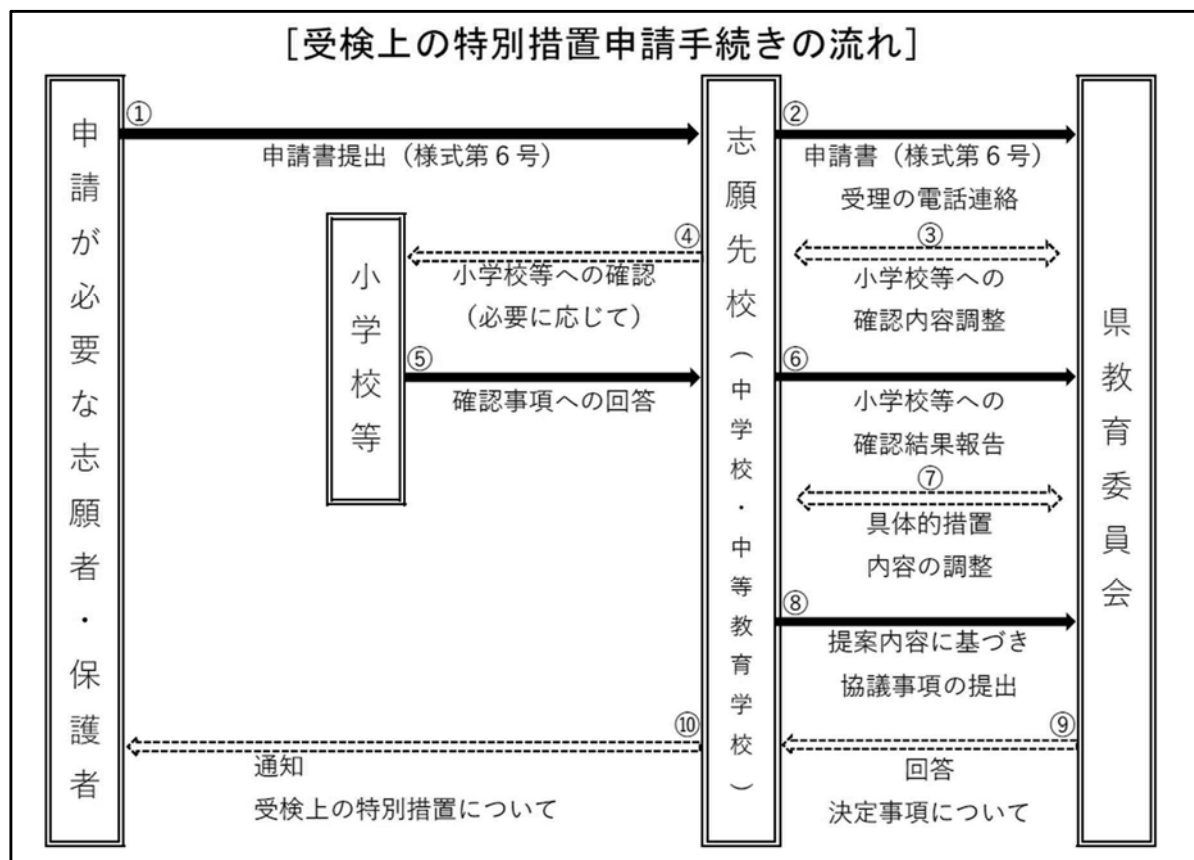 [受検上の特別措置申請手続きの流れ]
申請が必要な志願者・保護者
①
申請書提出（様式第６号）
小学校等
④
小学校等への確認
（必要に応じて）
⑤
確認事項への回答
⑩
通知
受検上の特別措置について
志願先校（中学校・中等教育学校）
②
申請書（様式第６号）
受理の電話連絡
③
小学校等への
確認内容調整
⑥
小学校等への
確認結果報告
⑦
具体的措置
内容の調整
⑧
提案内容に基づき
協議事項の提出
⑨
回答
決定事項について
県教育委員会